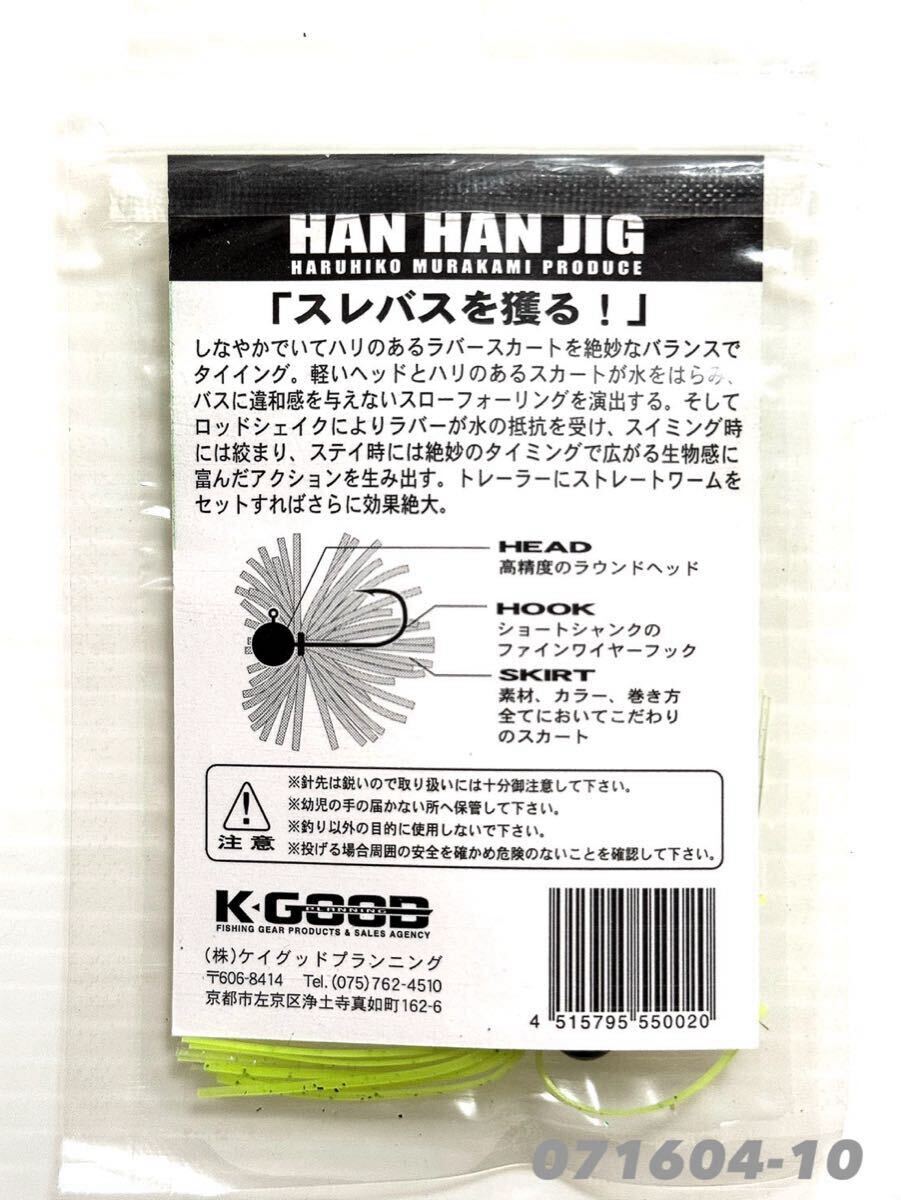 HAN HAN JIG
HARUHIKO MURAKAMI PRODUCE
「スレバスを獲る！」
しなやかでいてハリのあるラバースカートを絶妙なバランスで
タイイング。軽いヘッドとハリのあるスカートが水をはらみ、
バスに違和感を与えないスローフォーリングを演出する。そして
ロッドシェイクによりラバーが水の抵抗を受け、スイミング時
には絞まり、ステイ時には絶妙のタイミングで広がる生物感に
富んだアクションを生み出す。トレーラーにストレートワームを
セットすればさらに効果絶大。
HEAD
高精度のラウンドヘッド
HOOK
ショートシャンクの
ファインワイヤーフック
SKIRT
素材、カラー、巻き方
全てにおいてこだわり
のスカート
注意
※針先は鋭いので取り扱いには十分御注意して下さい。
※幼児の手の届かない所へ保管して下さい。
※釣り以外の目的に使用しないで下さい。
※投げる場合周囲の安全を確かめ危険のないことを確認して下さい。
K-GOOD
PLANNING
FISHING GEAR PRODUCTS & SALES AGENCY
(株)ケイグッドプランニング
〒606-8414 Tel.(075)762-4510
京都市左京区浄土寺真如町162-6
4 515795 550020
071604-10